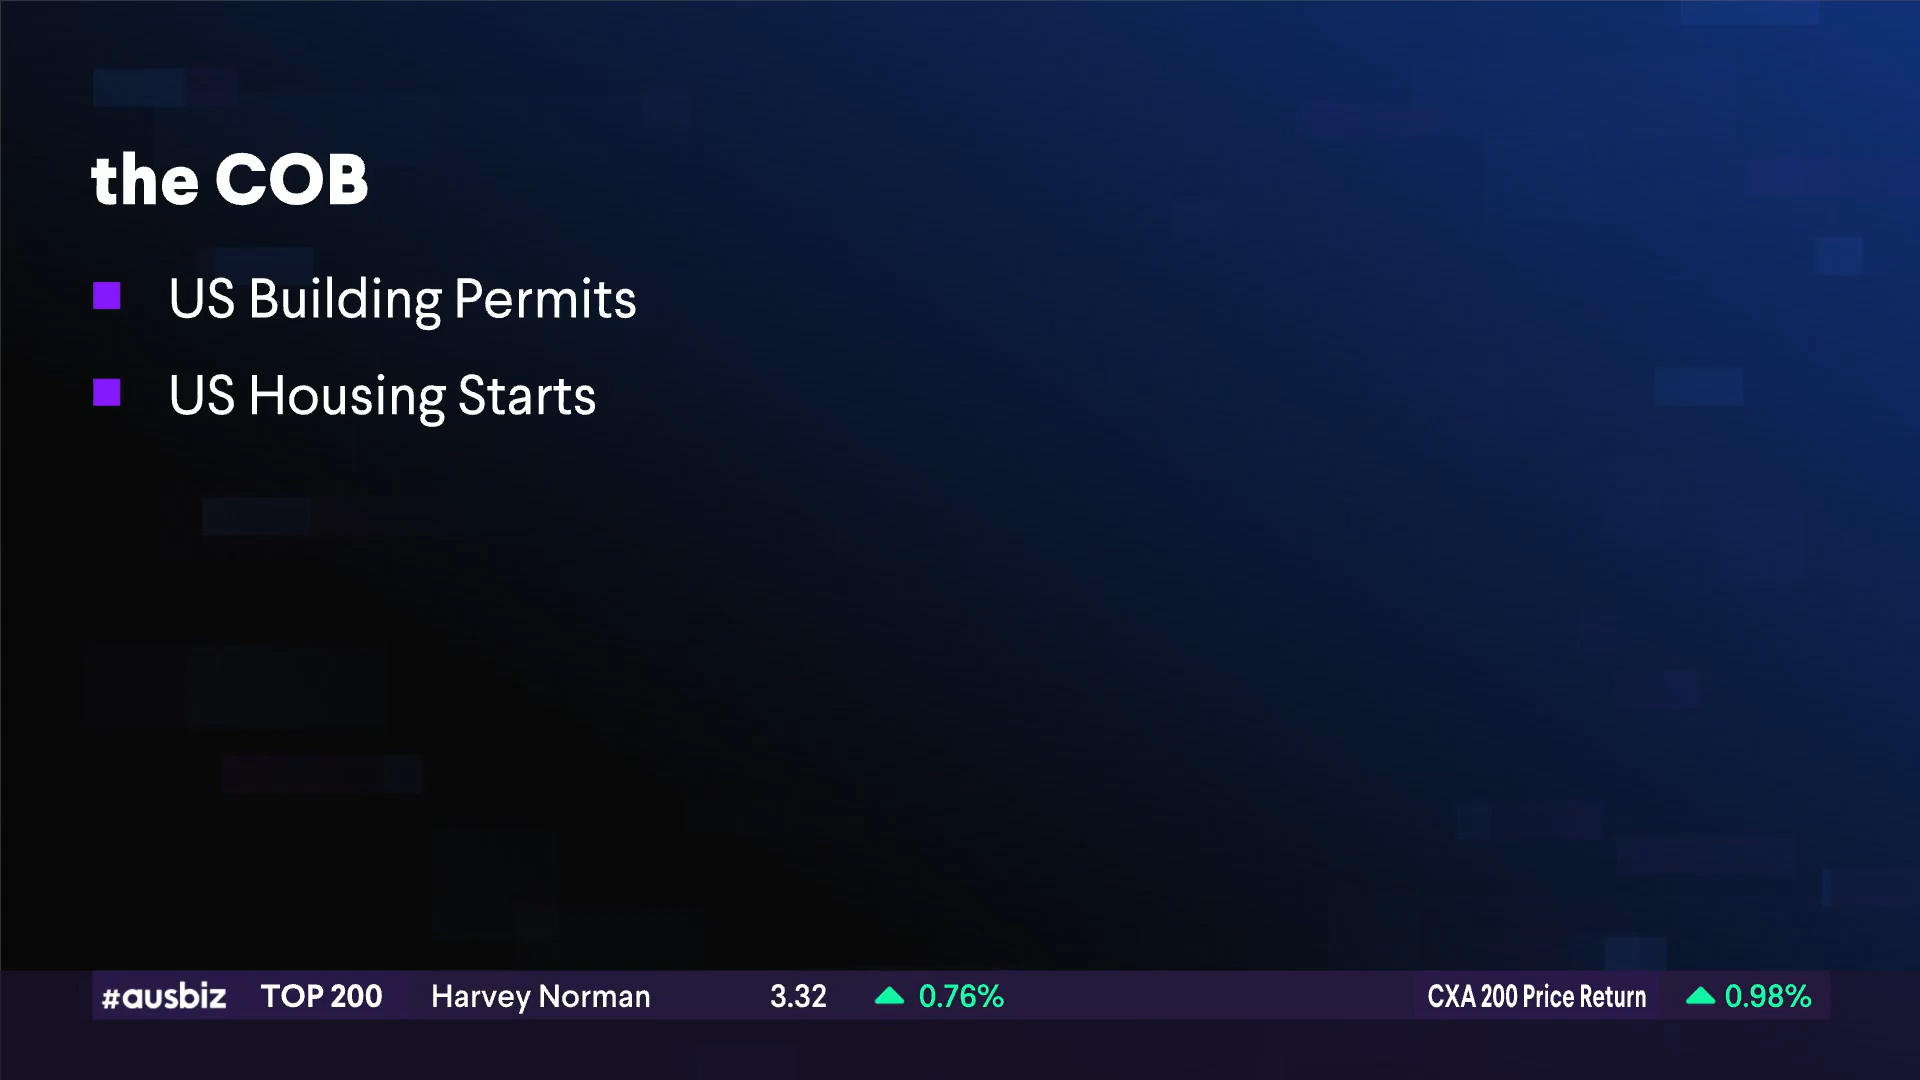 the COB
US Building Permits
US Housing Starts
#ausbiz TOP 200 Harvey Norman 3.32 0.76% CXA 200 Price Return 0.98%